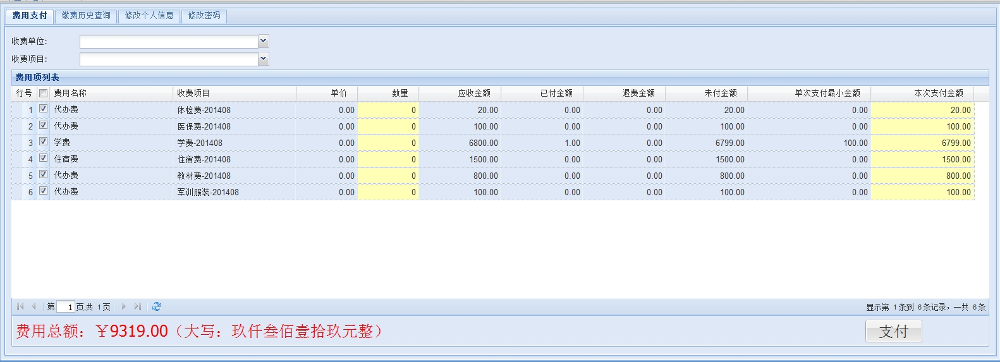 费用支付 缴费历史查询 修改个人信息 修改密码
收费单位:
收费项目:
费用项列表
行号 费用名称 收费项目 单价 数量 应收金额 已付金额 退费金额 未付金额 单次支付最小金额 本次支付金额
1 代办费 体检费-201408 0.00 0 20.00 0.00 0.00 20.00 0.00 20.00
2 代办费 医保费-201408 0.00 0 100.00 0.00 0.00 100.00 0.00 100.00
3 学费 学费-201408 0.00 0 6800.00 1.00 0.00 6799.00 100.00 6799.00
4 住宿费 住宿费-201408 0.00 0 1500.00 0.00 0.00 1500.00 0.00 1500.00
5 代办费 教材费-201408 0.00 0 800.00 0.00 0.00 800.00 0.00 800.00
6 代办费 军训服装-201408 0.00 0 100.00 0.00 0.00 100.00 0.00 100.00
第 1 页,共 1页 显示第 1条到 6条记录，一共 6条
费用总额：￥9319.00（大写：玖仟叁佰壹拾玖元整） 支付